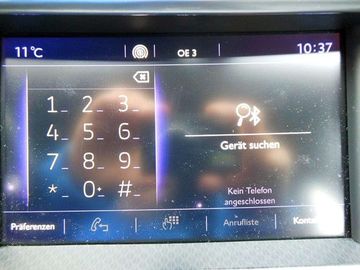 11°C OE 3 10:37
1 2 3
4 5 6
7 8 9
* 0+ #
Gerät suchen
Kein Telefon
angeschlossen
Präferenzen Anrufliste